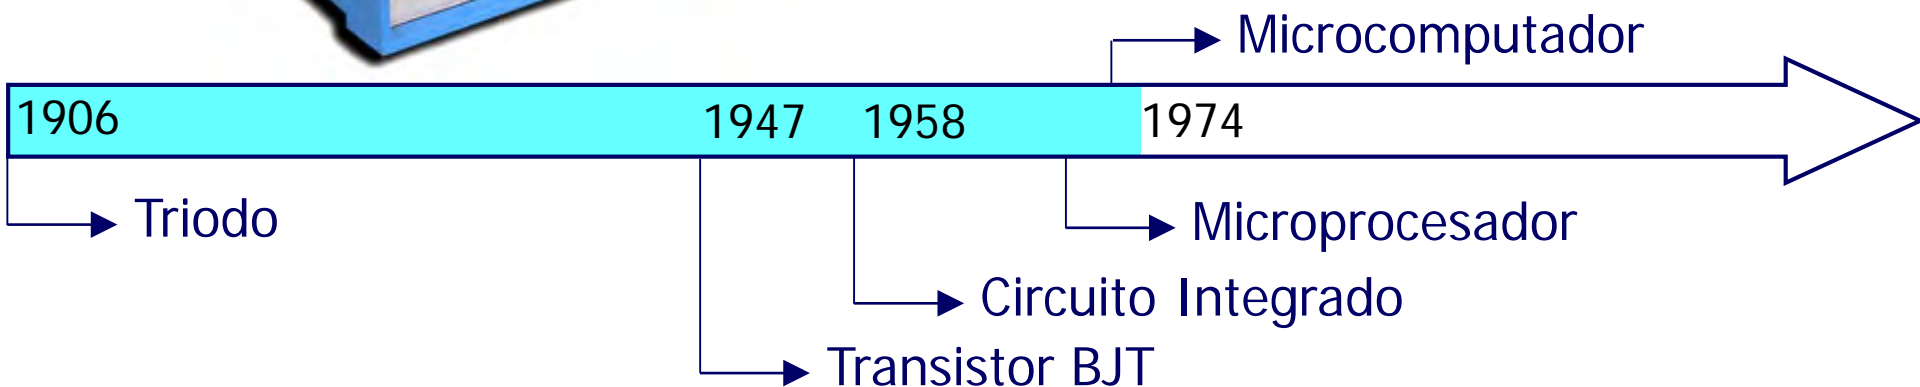 Microcomputador
1906 1947 1958 1974
Triodo
Microprocesador
Circuito Integrado
Transistor BJT